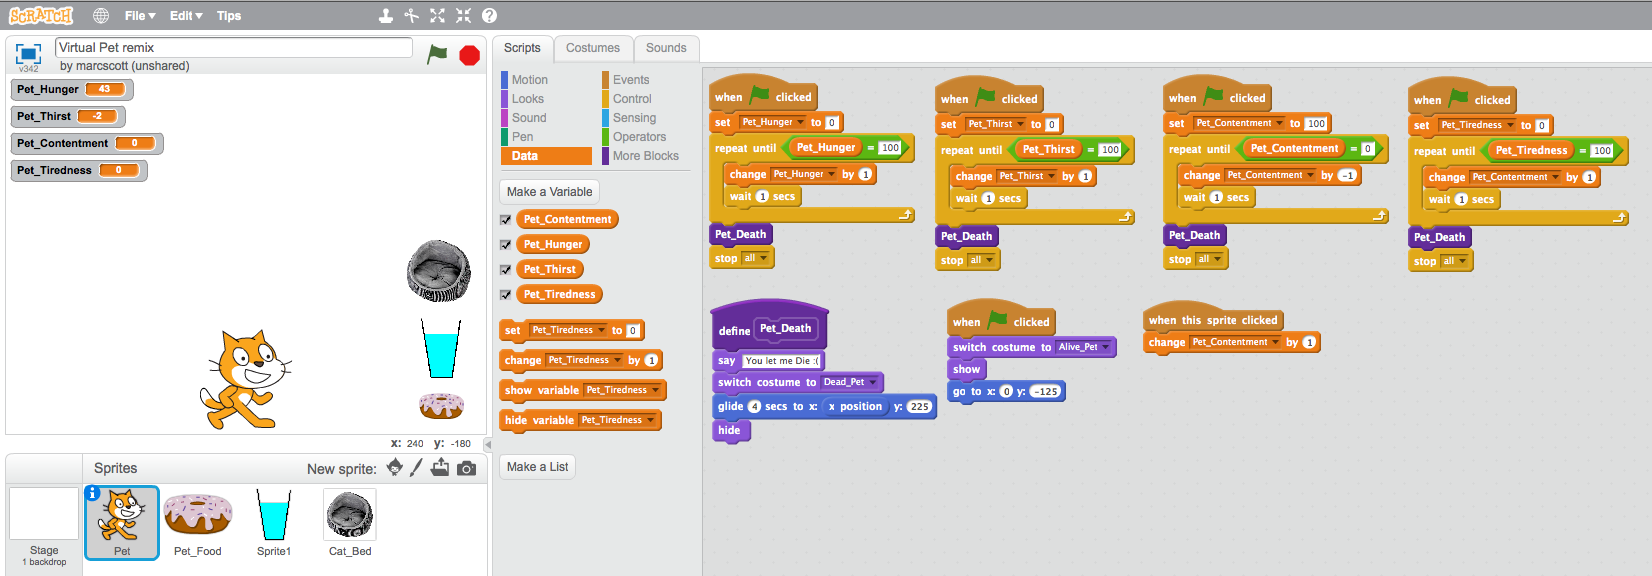 SCRATCH File Edit Tips
Virtual Pet remix
v342 by marcscott (unshared)
Pet_Hunger 43
Pet_Thirst -2
Pet_Contentment 0
Pet_Tiredness 0
x: 240 y: -180
Sprites New sprite:
Stage
1 backdrop
Pet
Pet_Food
Sprite1
Cat_Bed
Scripts Costumes Sounds
Motion Events
Looks Control
Sound Sensing
Pen Operators
Data More Blocks
Make a Variable
Pet_Contentment
Pet_Hunger
Pet_Thirst
Pet_Tiredness
set Pet_Tiredness to 0
change Pet_Tiredness by 1
show variable Pet_Tiredness
hide variable Pet_Tiredness
Make a List
when clicked
set Pet_Hunger to 0
repeat until Pet_Hunger = 100
change Pet_Hunger by 1
wait 1 secs
Pet_Death
stop all
when clicked
set Pet_Thirst to 0
repeat until Pet_Thirst = 100
change Pet_Thirst by 1
wait 1 secs
Pet_Death
stop all
when clicked
set Pet_Contentment to 100
repeat until Pet_Contentment = 0
change Pet_Contentment by -1
wait 1 secs
Pet_Death
stop all
when clicked
set Pet_Tiredness to 0
repeat until Pet_Tiredness = 100
change Pet_Contentment by 1
wait 1 secs
Pet_Death
stop all
define Pet_Death
say You let me Die :(
switch costume to Dead_Pet
glide 4 secs to x: x position y: 225
hide
when clicked
switch costume to Alive_Pet
show
go to x: 0 y: -125
when this sprite clicked
change Pet_Contentment by 1